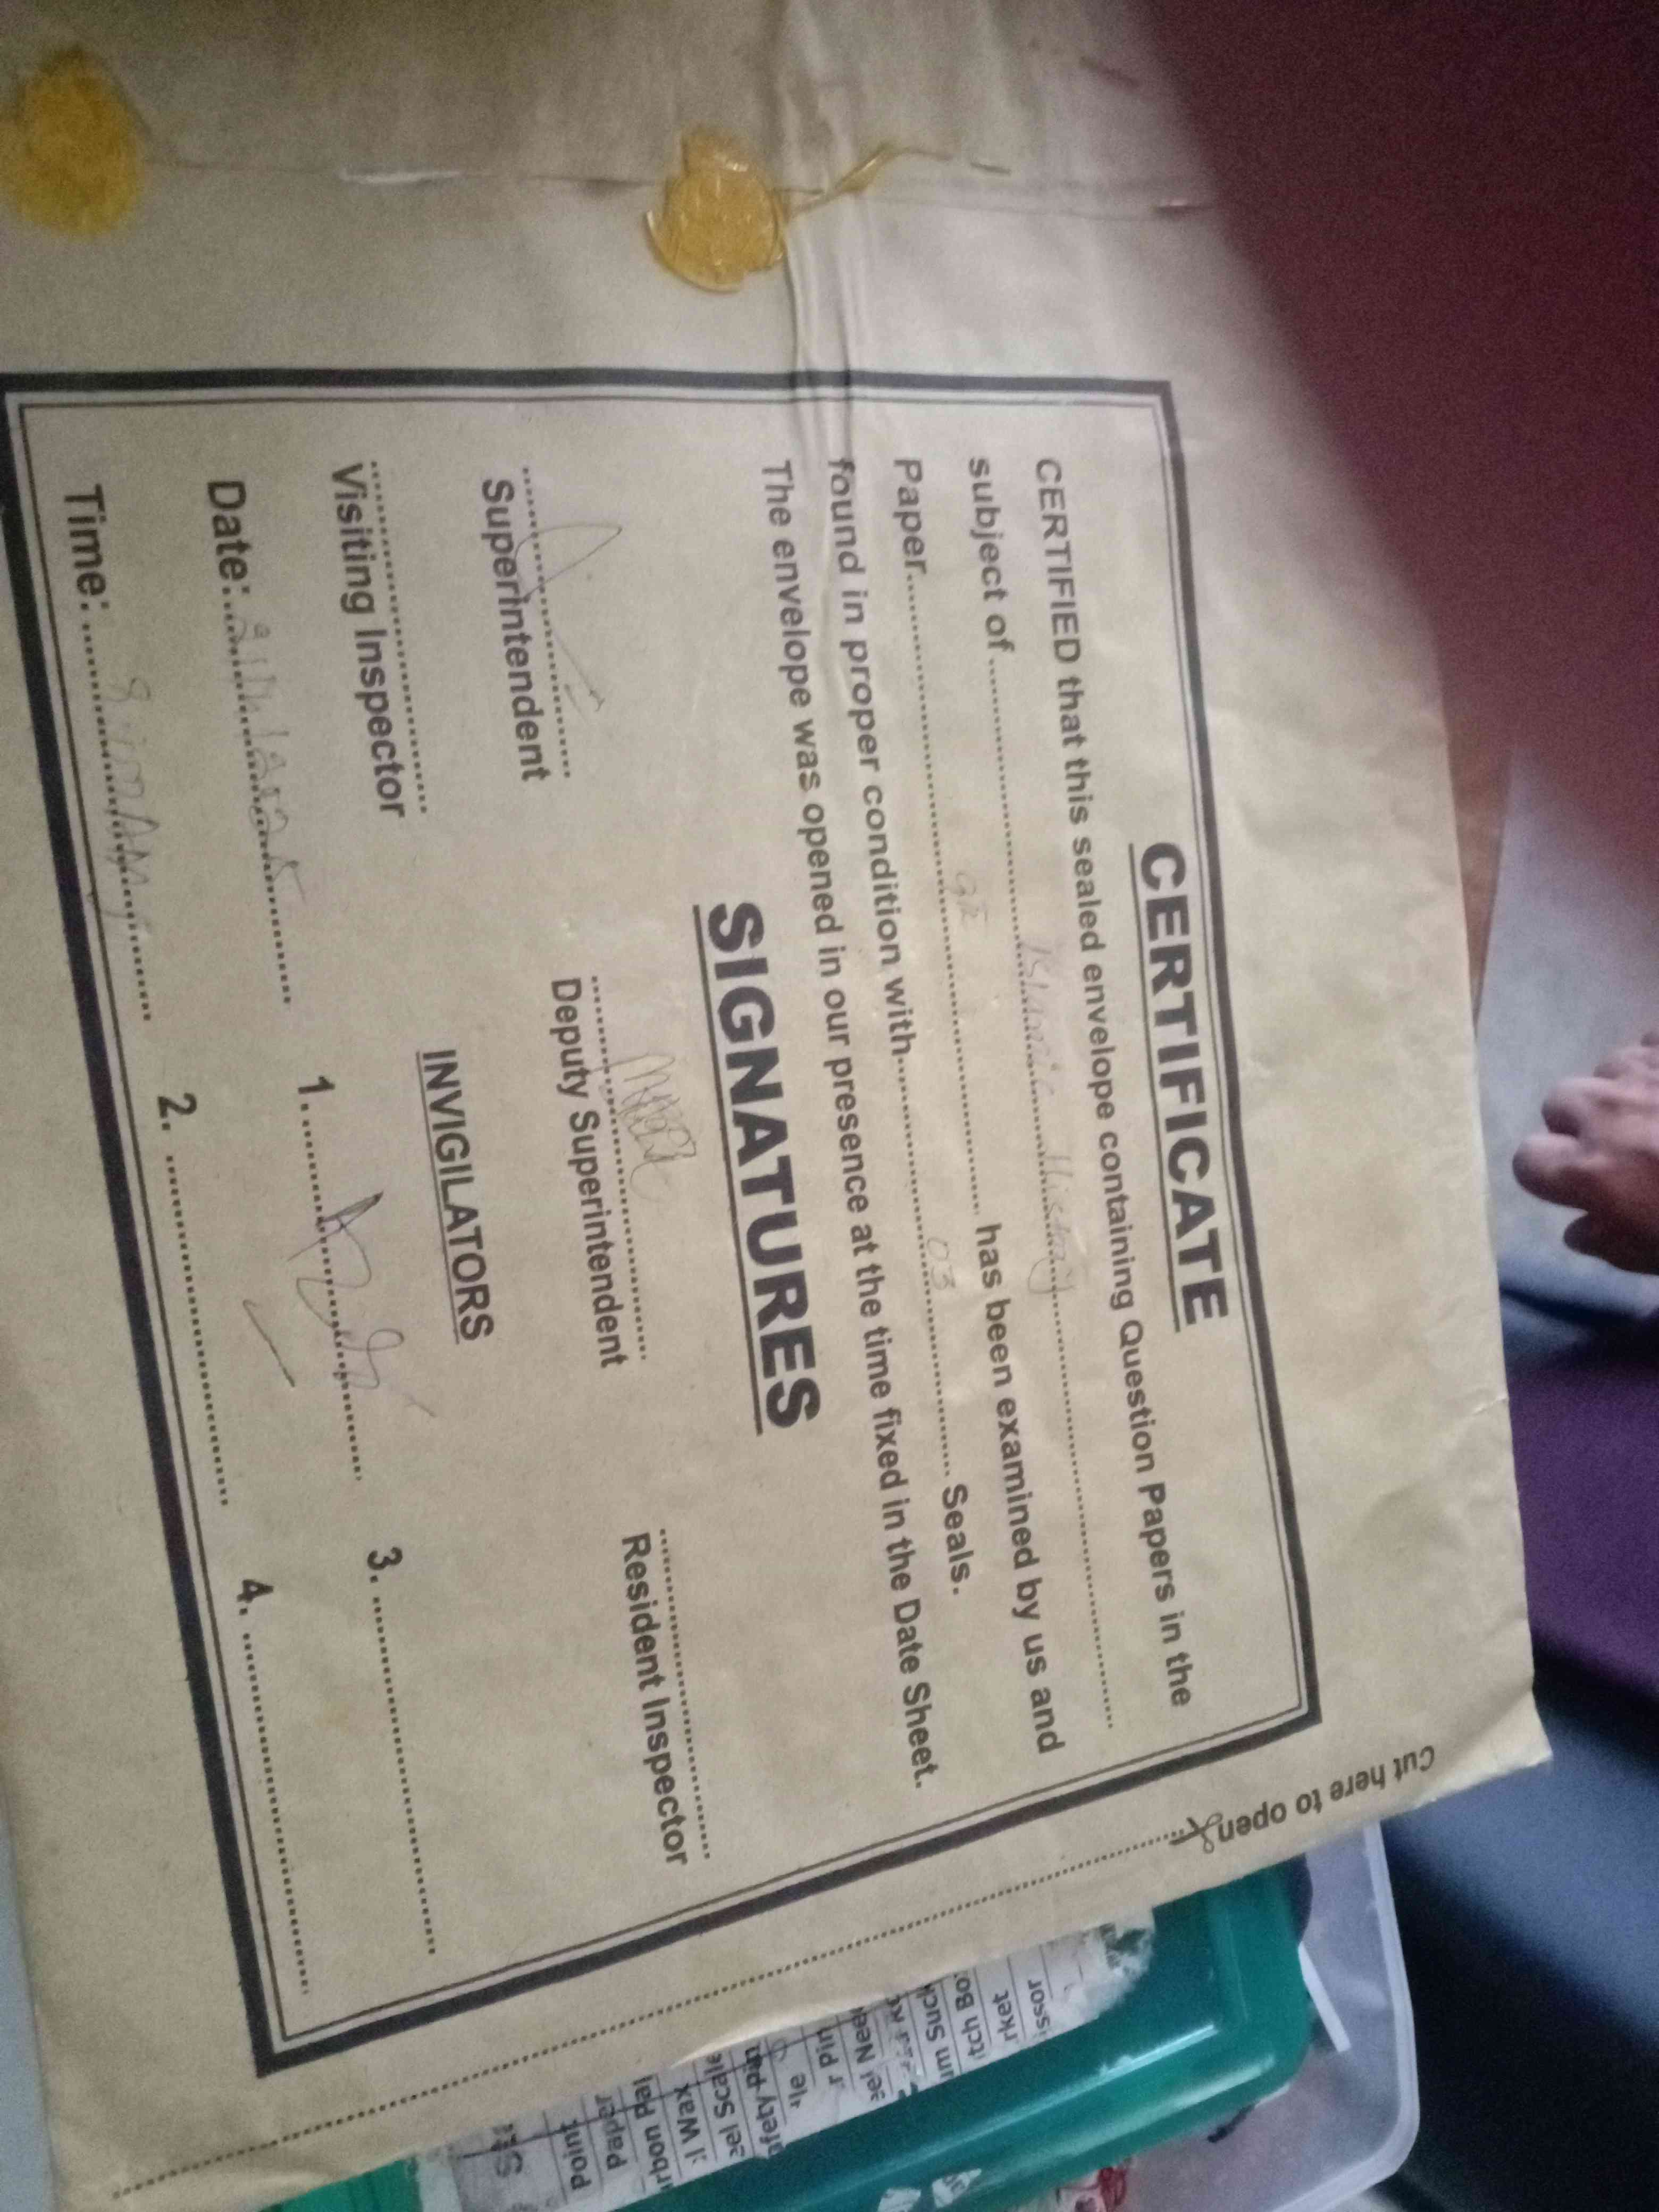 CERTIFICATE
CERTIFIED that this sealed envelope containing Question Papers in the
subject of ........ Islamic History ........
Paper ........ has been examined by us and
found in proper condition with ........ 03 ........ Seals.
The envelope was opened in our presence at the time fixed in the Date Sheet.
SIGNATURES
Superintendent
Deputy Superintendent
Resident Inspector
Visiting Inspector
INVIGILATORS
Date:
1.
3.
Time:
2.
4.
Cut here to open